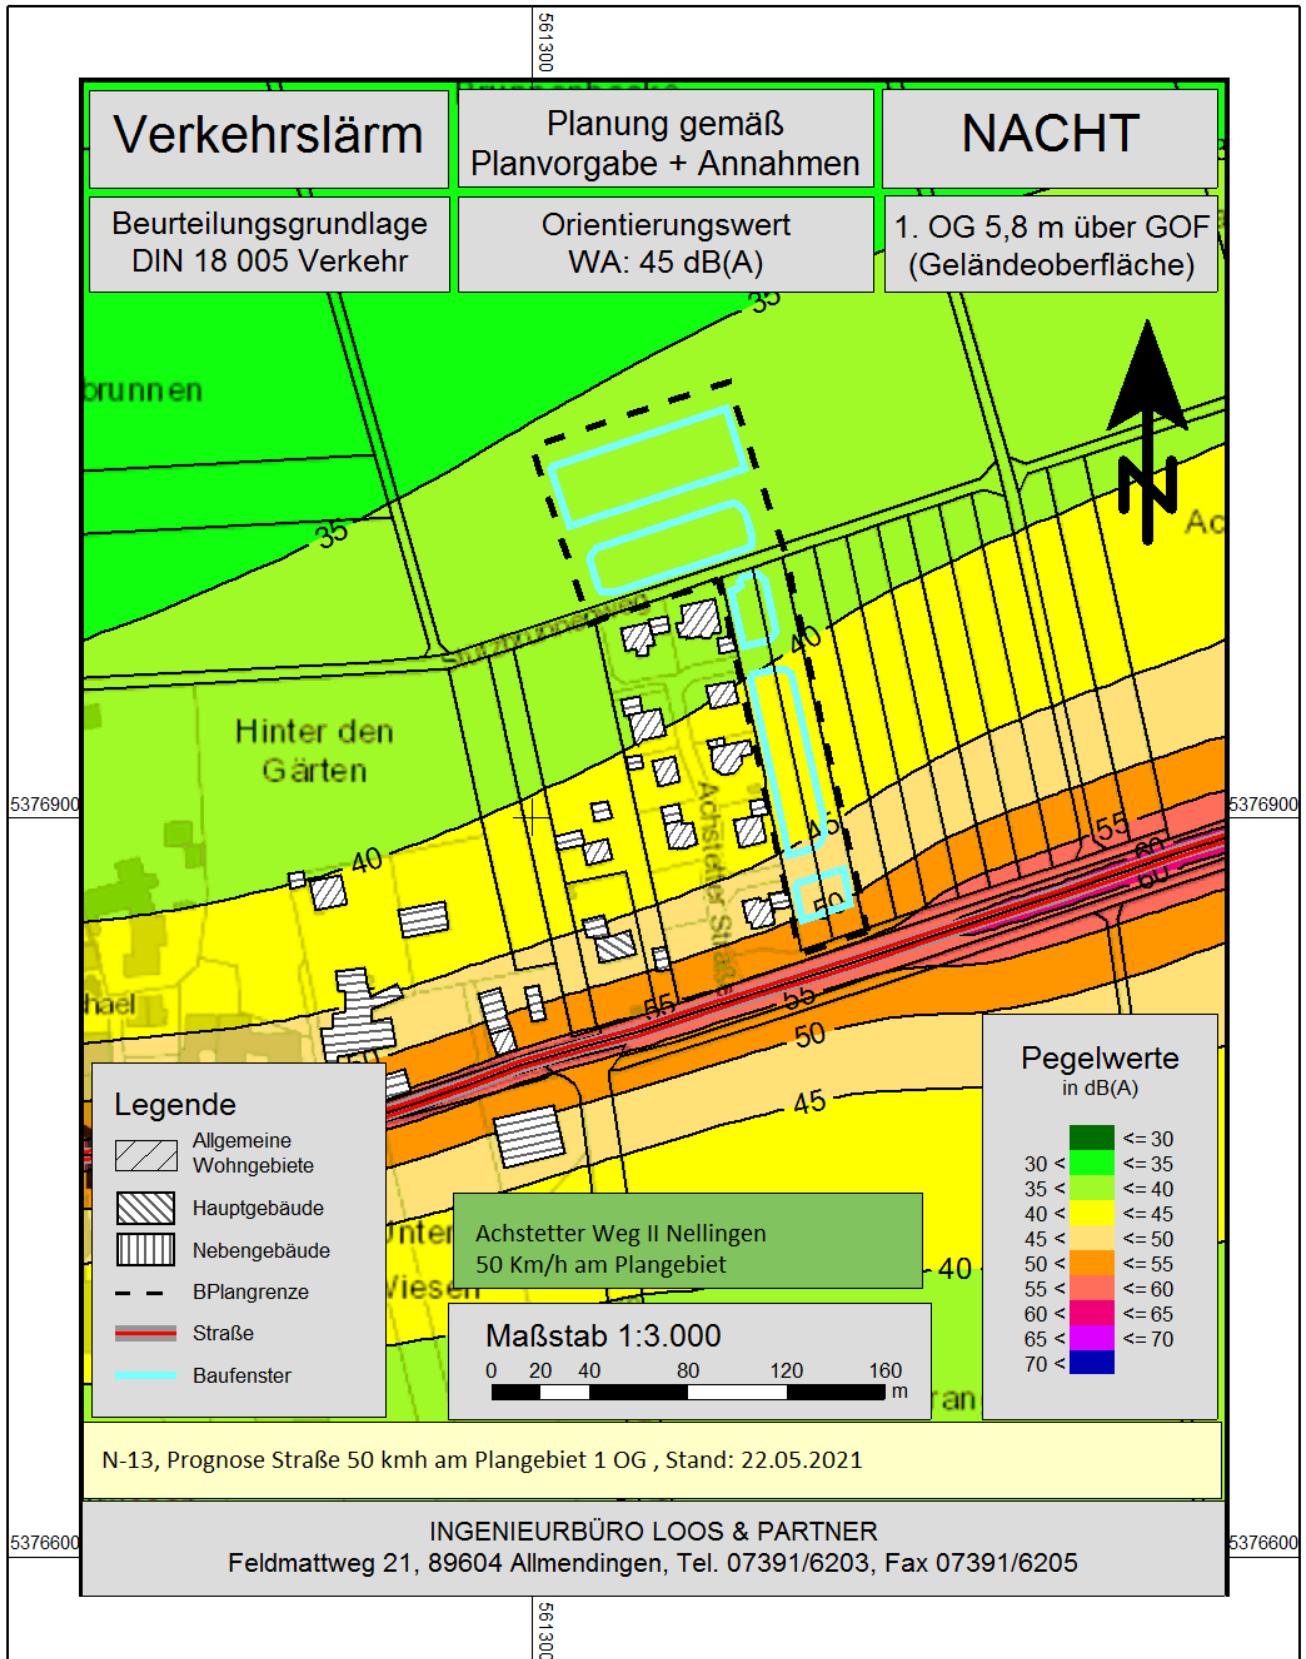 561300
Verkehrslärm
Planung gemäß
Planvorgabe + Annahmen
NACHT
Beurteilungsgrundlage
DIN 18 005 Verkehr
Orientierungswert
WA: 45 dB(A)
1. OG 5,8 m über GOF
(Geländeoberfläche)
35
brunnen
N
35
Ac
40
Hinter den
Gärten
Achstetter Straße
5376900
5376900
45
55
60
60
40
50
hael
55
55
50
50
45
Legende
Allgemeine
Wohngebiete
Hauptgebäude
Nebengebäude
BPlangrenze
Straße
Baufenster
Unter
Wiesen
Achstetter Weg II Nellingen
50 Km/h am Plangebiet
40
Maßstab 1:3.000
0 20 40 80 120 160
m
ran
Pegelwerte
in dB(A)
<= 30
30 < <= 35
35 < <= 40
40 < <= 45
45 < <= 50
50 < <= 55
55 < <= 60
60 < <= 65
65 < <= 70
70 <
N-13, Prognose Straße 50 kmh am Plangebiet 1 OG , Stand: 22.05.2021
5376600
5376600
INGENIEURBÜRO LOOS & PARTNER
Feldmattweg 21, 89604 Allmendingen, Tel. 07391/6203, Fax 07391/6205
561300